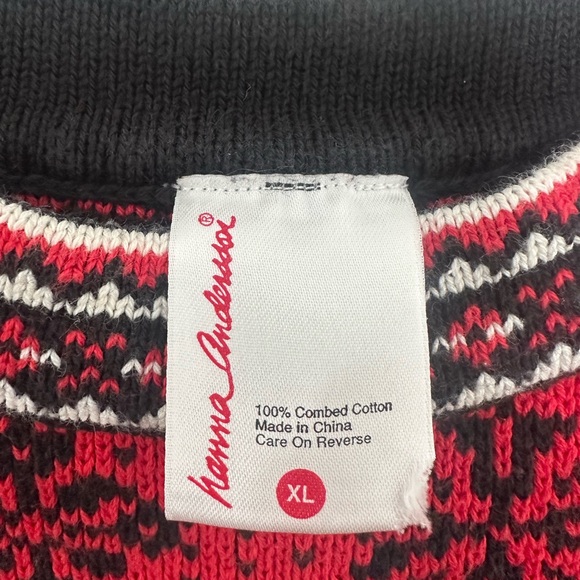 hanna andersson®
100% Combed Cotton
Made in China
Care On Reverse
XL